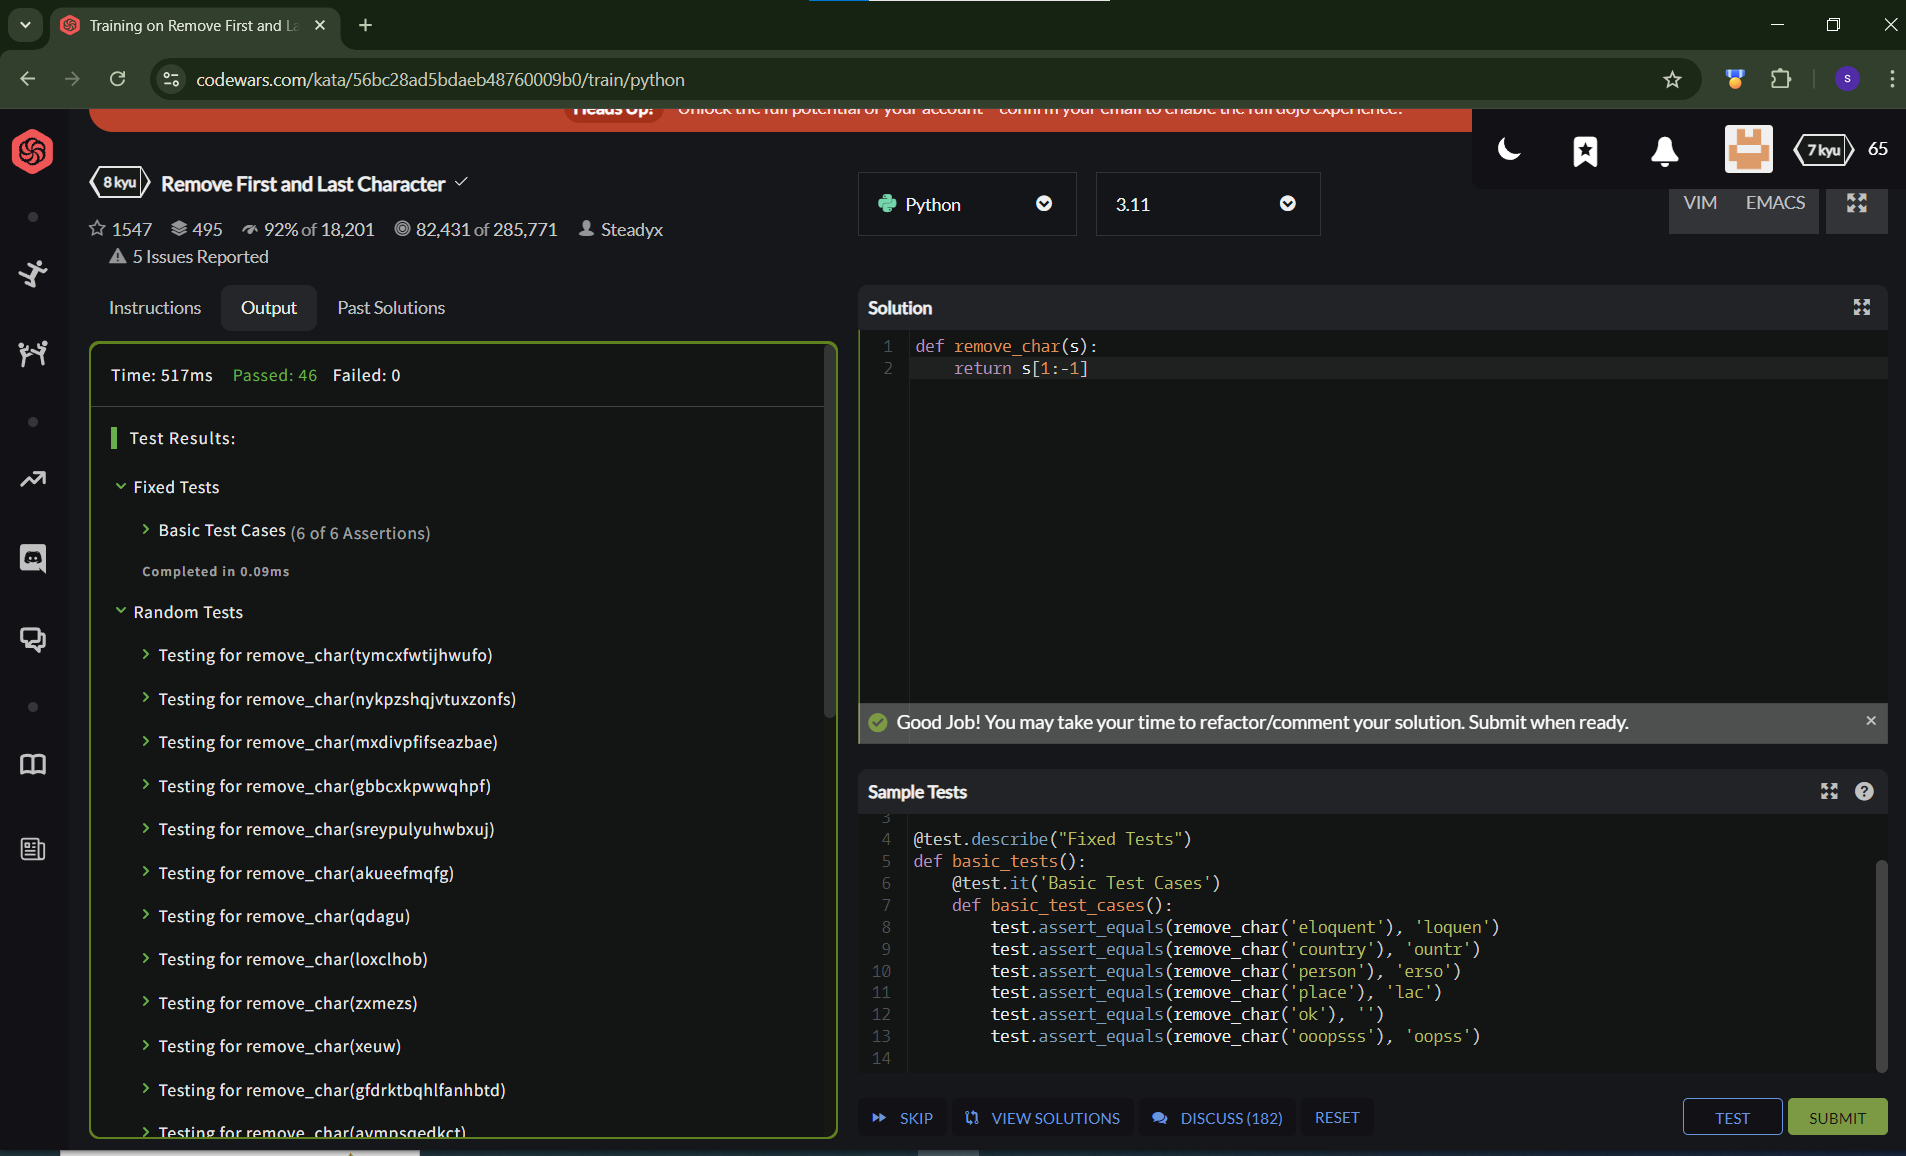 Training on Remove First and La
codewars.com/kata/56bc28ad5bdaeb48760009b0/train/python
S
Heads Up! Unlock the full potential of your account - confirm your email to enable the full dojo experience.
7 kyu 65
8 kyu Remove First and Last Character
1547 495 92% of 18,201 82,431 of 285,771 Steadyx
5 Issues Reported
Python
3.11
VIM EMACS
Instructions Output Past Solutions
Time: 517ms Passed: 46 Failed: 0
Test Results:
Fixed Tests
Basic Test Cases (6 of 6 Assertions)
Completed in 0.09ms
Random Tests
Testing for remove_char(tymcxfwtijhwufo)
Testing for remove_char(nykpzshqjvtuxzonfs)
Testing for remove_char(mxdivpfifseazbae)
Testing for remove_char(gbbcxkpwwqhpf)
Testing for remove_char(sreypulyuhwbxuj)
Testing for remove_char(akueefmqfg)
Testing for remove_char(qdagu)
Testing for remove_char(loxclhob)
Testing for remove_char(zxmezs)
Testing for remove_char(xeuw)
Testing for remove_char(gfdrktbqhlfanhbtd)
Testing for remove_char(avmpsqedkct)
Solution
1 def remove_char(s):
2     return s[1:-1]
Good Job! You may take your time to refactor/comment your solution. Submit when ready.
Sample Tests
3
4 @test.describe("Fixed Tests")
5 def basic_tests():
6     @test.it('Basic Test Cases')
7     def basic_test_cases():
8         test.assert_equals(remove_char('eloquent'), 'loquen')
9         test.assert_equals(remove_char('country'), 'ountr')
10         test.assert_equals(remove_char('person'), 'erso')
11         test.assert_equals(remove_char('place'), 'lac')
12         test.assert_equals(remove_char('ok'), '')
13         test.assert_equals(remove_char('ooopsss'), 'oopss')
14
SKIP VIEW SOLUTIONS DISCUSS (182) RESET TEST SUBMIT